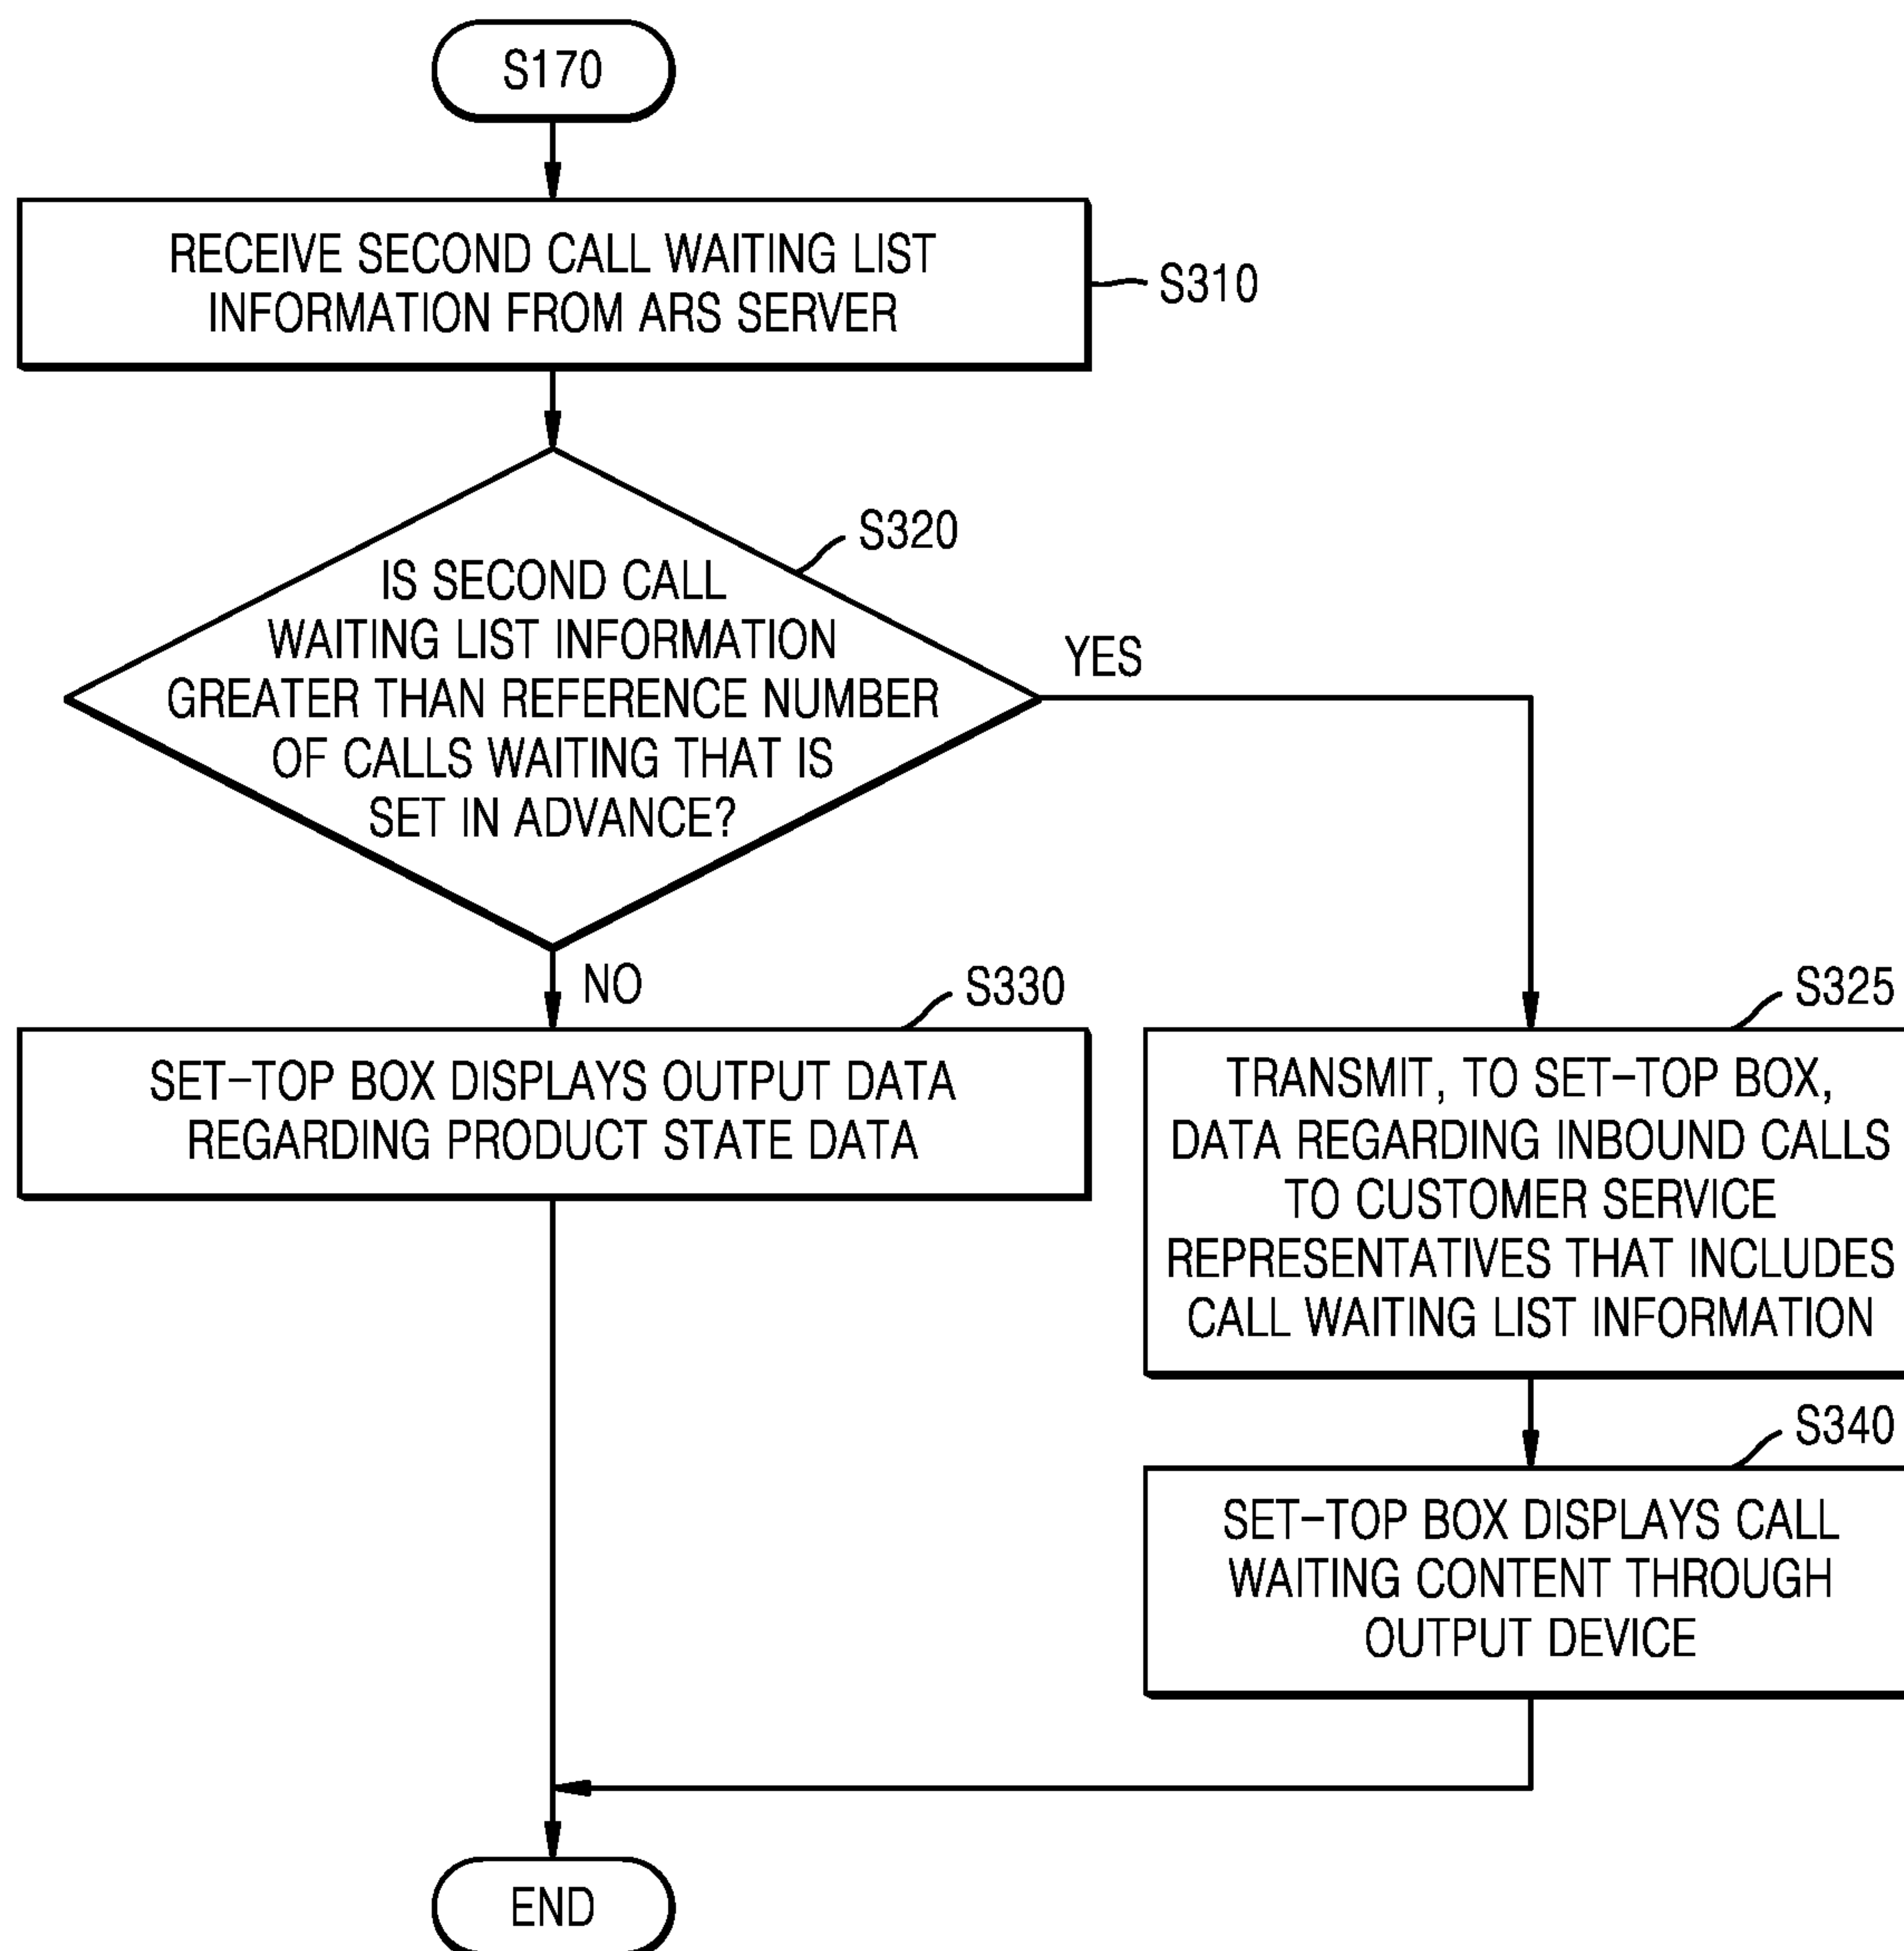 S170
RECEIVE SECOND CALL WAITING LIST
INFORMATION FROM ARS SERVER
S310
S320
IS SECOND CALL
WAITING LIST INFORMATION
GREATER THAN REFERENCE NUMBER
OF CALLS WAITING THAT IS
SET IN ADVANCE?
YES
NO
S330
SET-TOP BOX DISPLAYS OUTPUT DATA
REGARDING PRODUCT STATE DATA
S325
TRANSMIT, TO SET-TOP BOX,
DATA REGARDING INBOUND CALLS
TO CUSTOMER SERVICE
REPRESENTATIVES THAT INCLUDES
CALL WAITING LIST INFORMATION
S340
SET-TOP BOX DISPLAYS CALL
WAITING CONTENT THROUGH
OUTPUT DEVICE
END